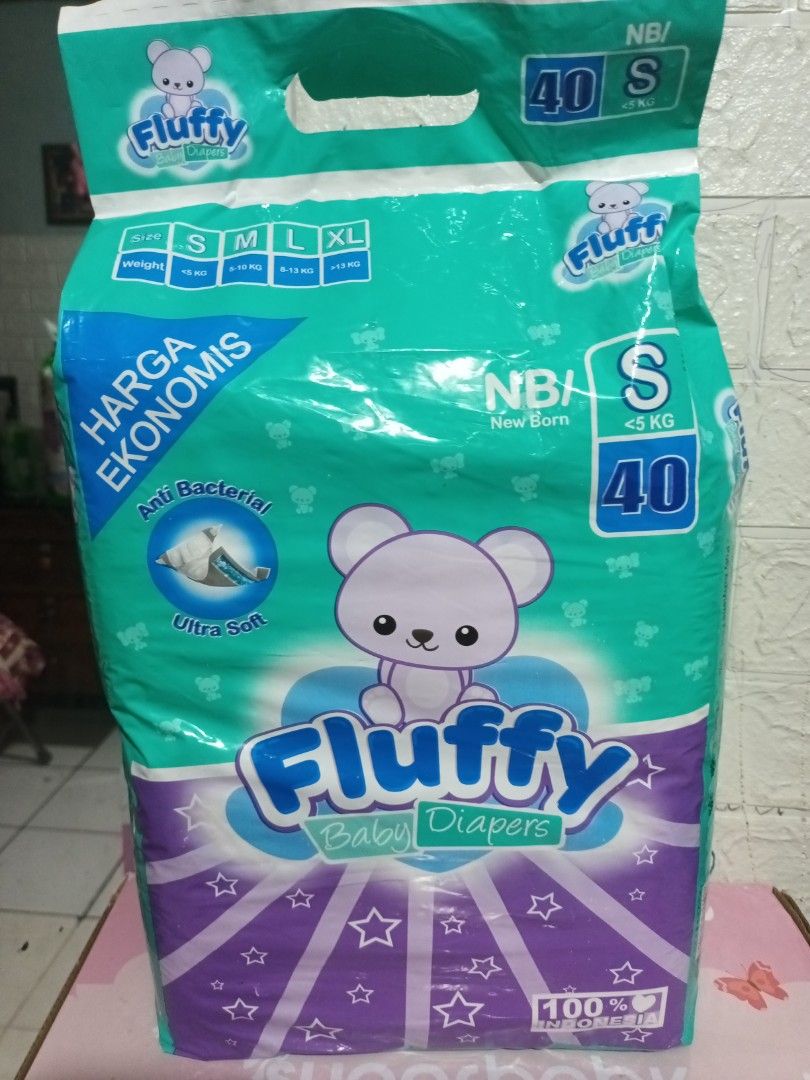 NB/
40 S
<5 KG
Fluffy
Baby Diapers
Size S M L XL
Weight <5 KG 5-10 KG 8-13 KG >13 KG
Fluffy
Baby Diapers
HARGA
EKONOMIS
NB/ S
New Born <5 KG
40
Anti Bacterial
Ultra Soft
Fluffy
Baby Diapers
100%
INDONESIA
sugarbaby